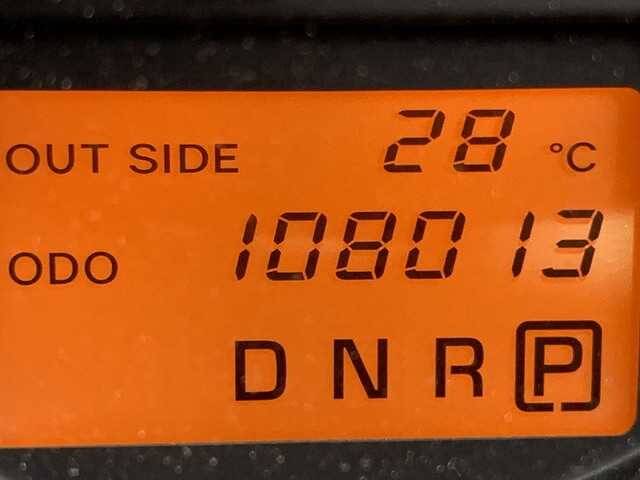 OUT SIDE 28 °C
ODO 108013
D N R P